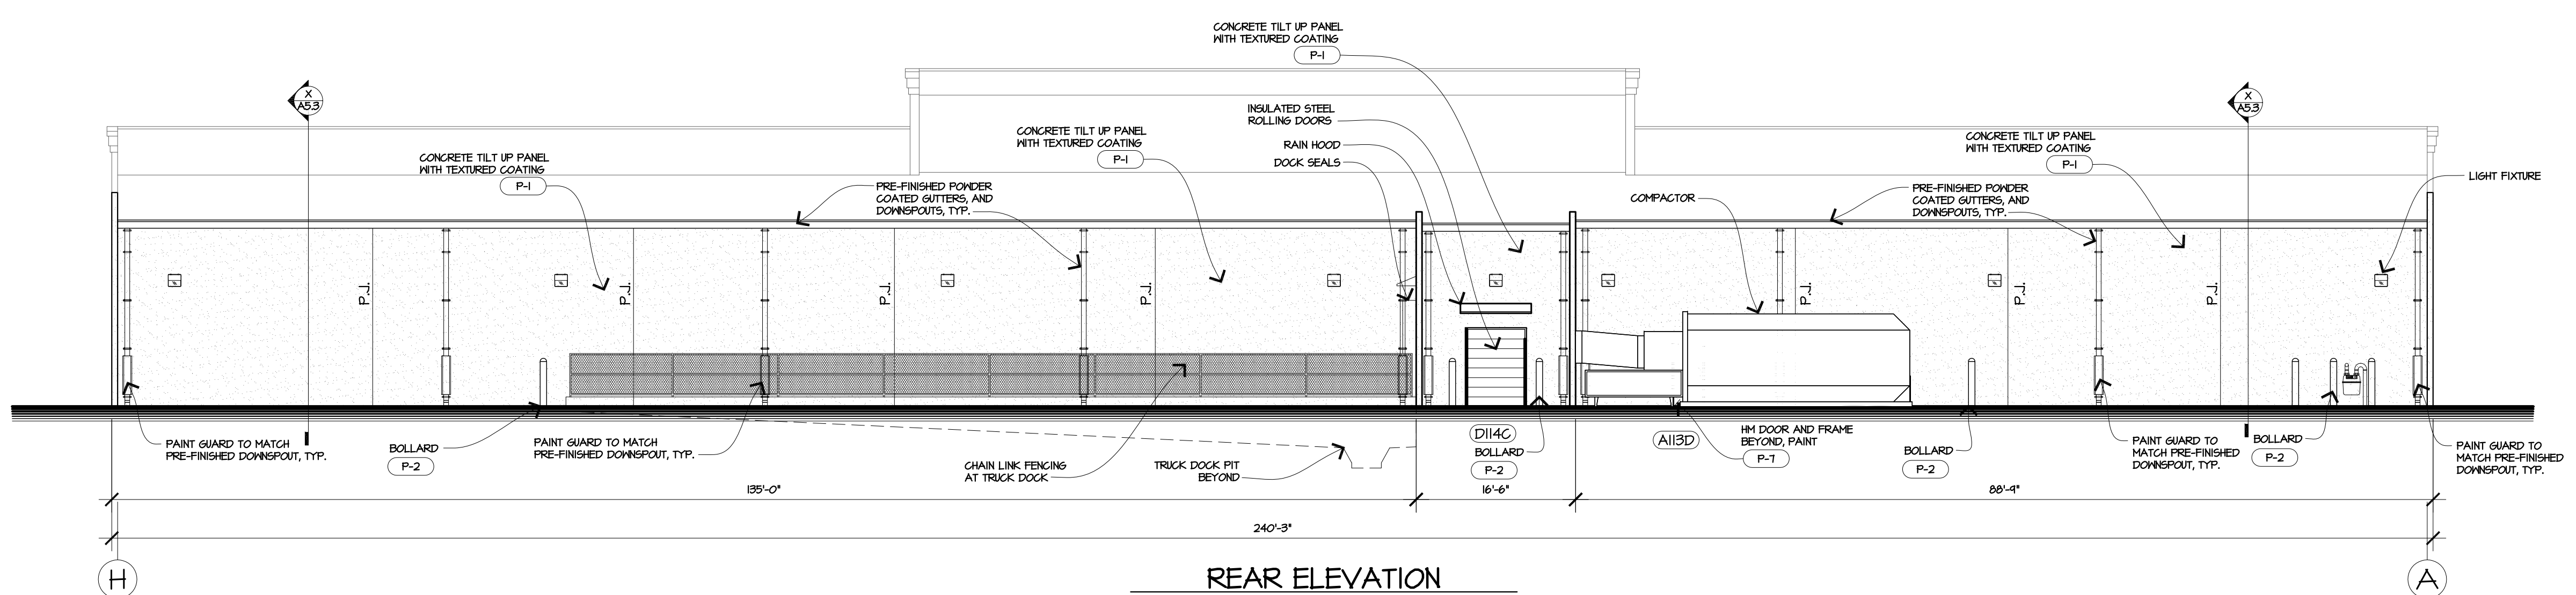 CONCRETE TILT UP PANEL
WITH TEXTURED COATING
P-1
X
A5.3
X
A5.3
INSULATED STEEL
ROLLING DOORS
RAIN HOOD
DOCK SEALS
CONCRETE TILT UP PANEL
WITH TEXTURED COATING
P-1
CONCRETE TILT UP PANEL
WITH TEXTURED COATING
P-1
CONCRETE TILT UP PANEL
WITH TEXTURED COATING
P-1
PRE-FINISHED POWDER
COATED GUTTERS, AND
DOWNSPOUTS, TYP.
COMPACTOR
PRE-FINISHED POWDER
COATED GUTTERS, AND
DOWNSPOUTS, TYP.
LIGHT FIXTURE
P.J.
P.J.
P.J.
P.J.
P.J.
P.J.
P.J.
PAINT GUARD TO MATCH
PRE-FINISHED DOWNSPOUT, TYP.
BOLLARD
P-2
PAINT GUARD TO MATCH
PRE-FINISHED DOWNSPOUT, TYP.
CHAIN LINK FENCING
AT TRUCK DOCK
TRUCK DOCK PIT
BEYOND
D114C
BOLLARD
P-2
A113D
HM DOOR AND FRAME
BEYOND, PAINT
P-7
BOLLARD
P-2
PAINT GUARD TO
MATCH PRE-FINISHED
DOWNSPOUT, TYP.
BOLLARD
P-2
PAINT GUARD TO
MATCH PRE-FINISHED
DOWNSPOUT, TYP.
135'-0"
16'-6"
88'-9"
240'-3"
H
A
REAR ELEVATION